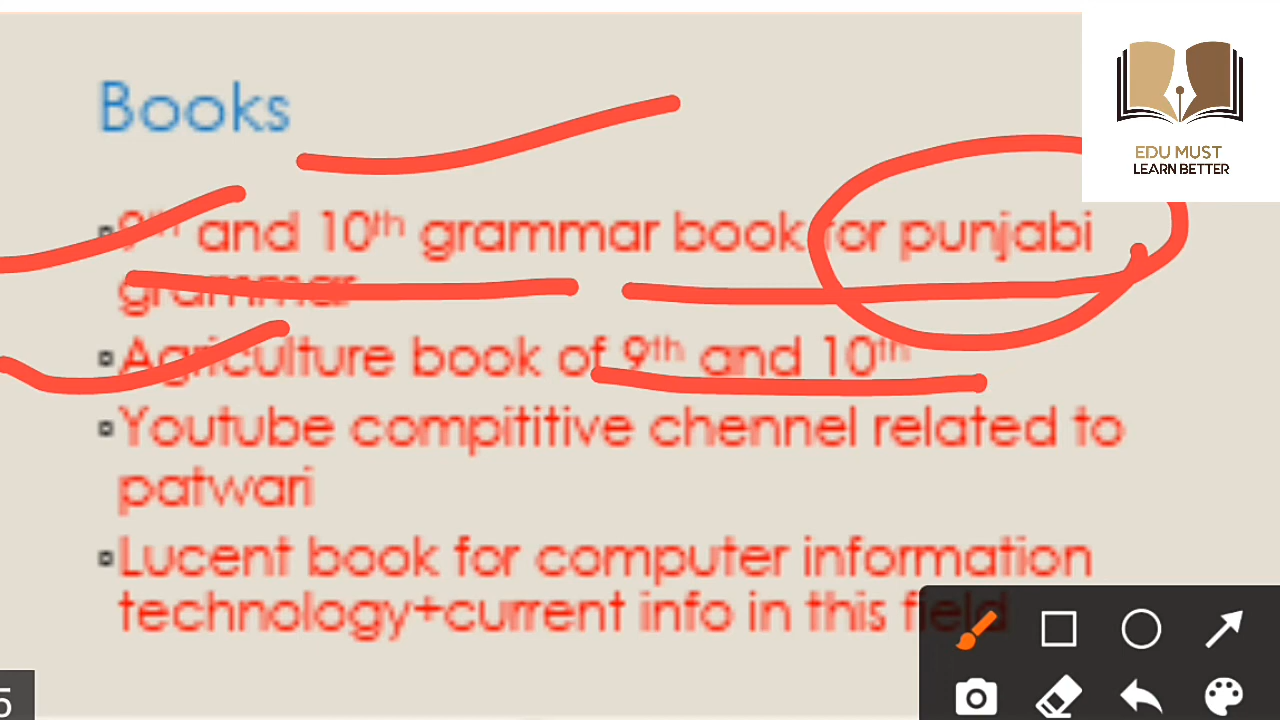 Books
EDU MUST
LEARN BETTER
9th and 10th grammar book for punjabi
grammar
Agriculture book of 9th and 10th
Youtube compititive chennel related to
patwari
Lucent book for computer information
technology+current info in this field
5